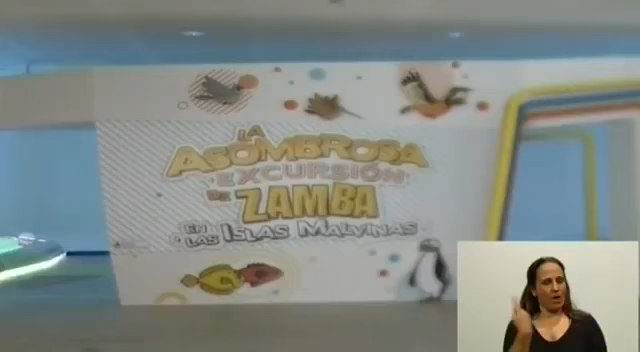 LA
ASOMBROSA
EXCURSIÓN
DE ZAMBA
EN
LAS ISLAS MALVINAS